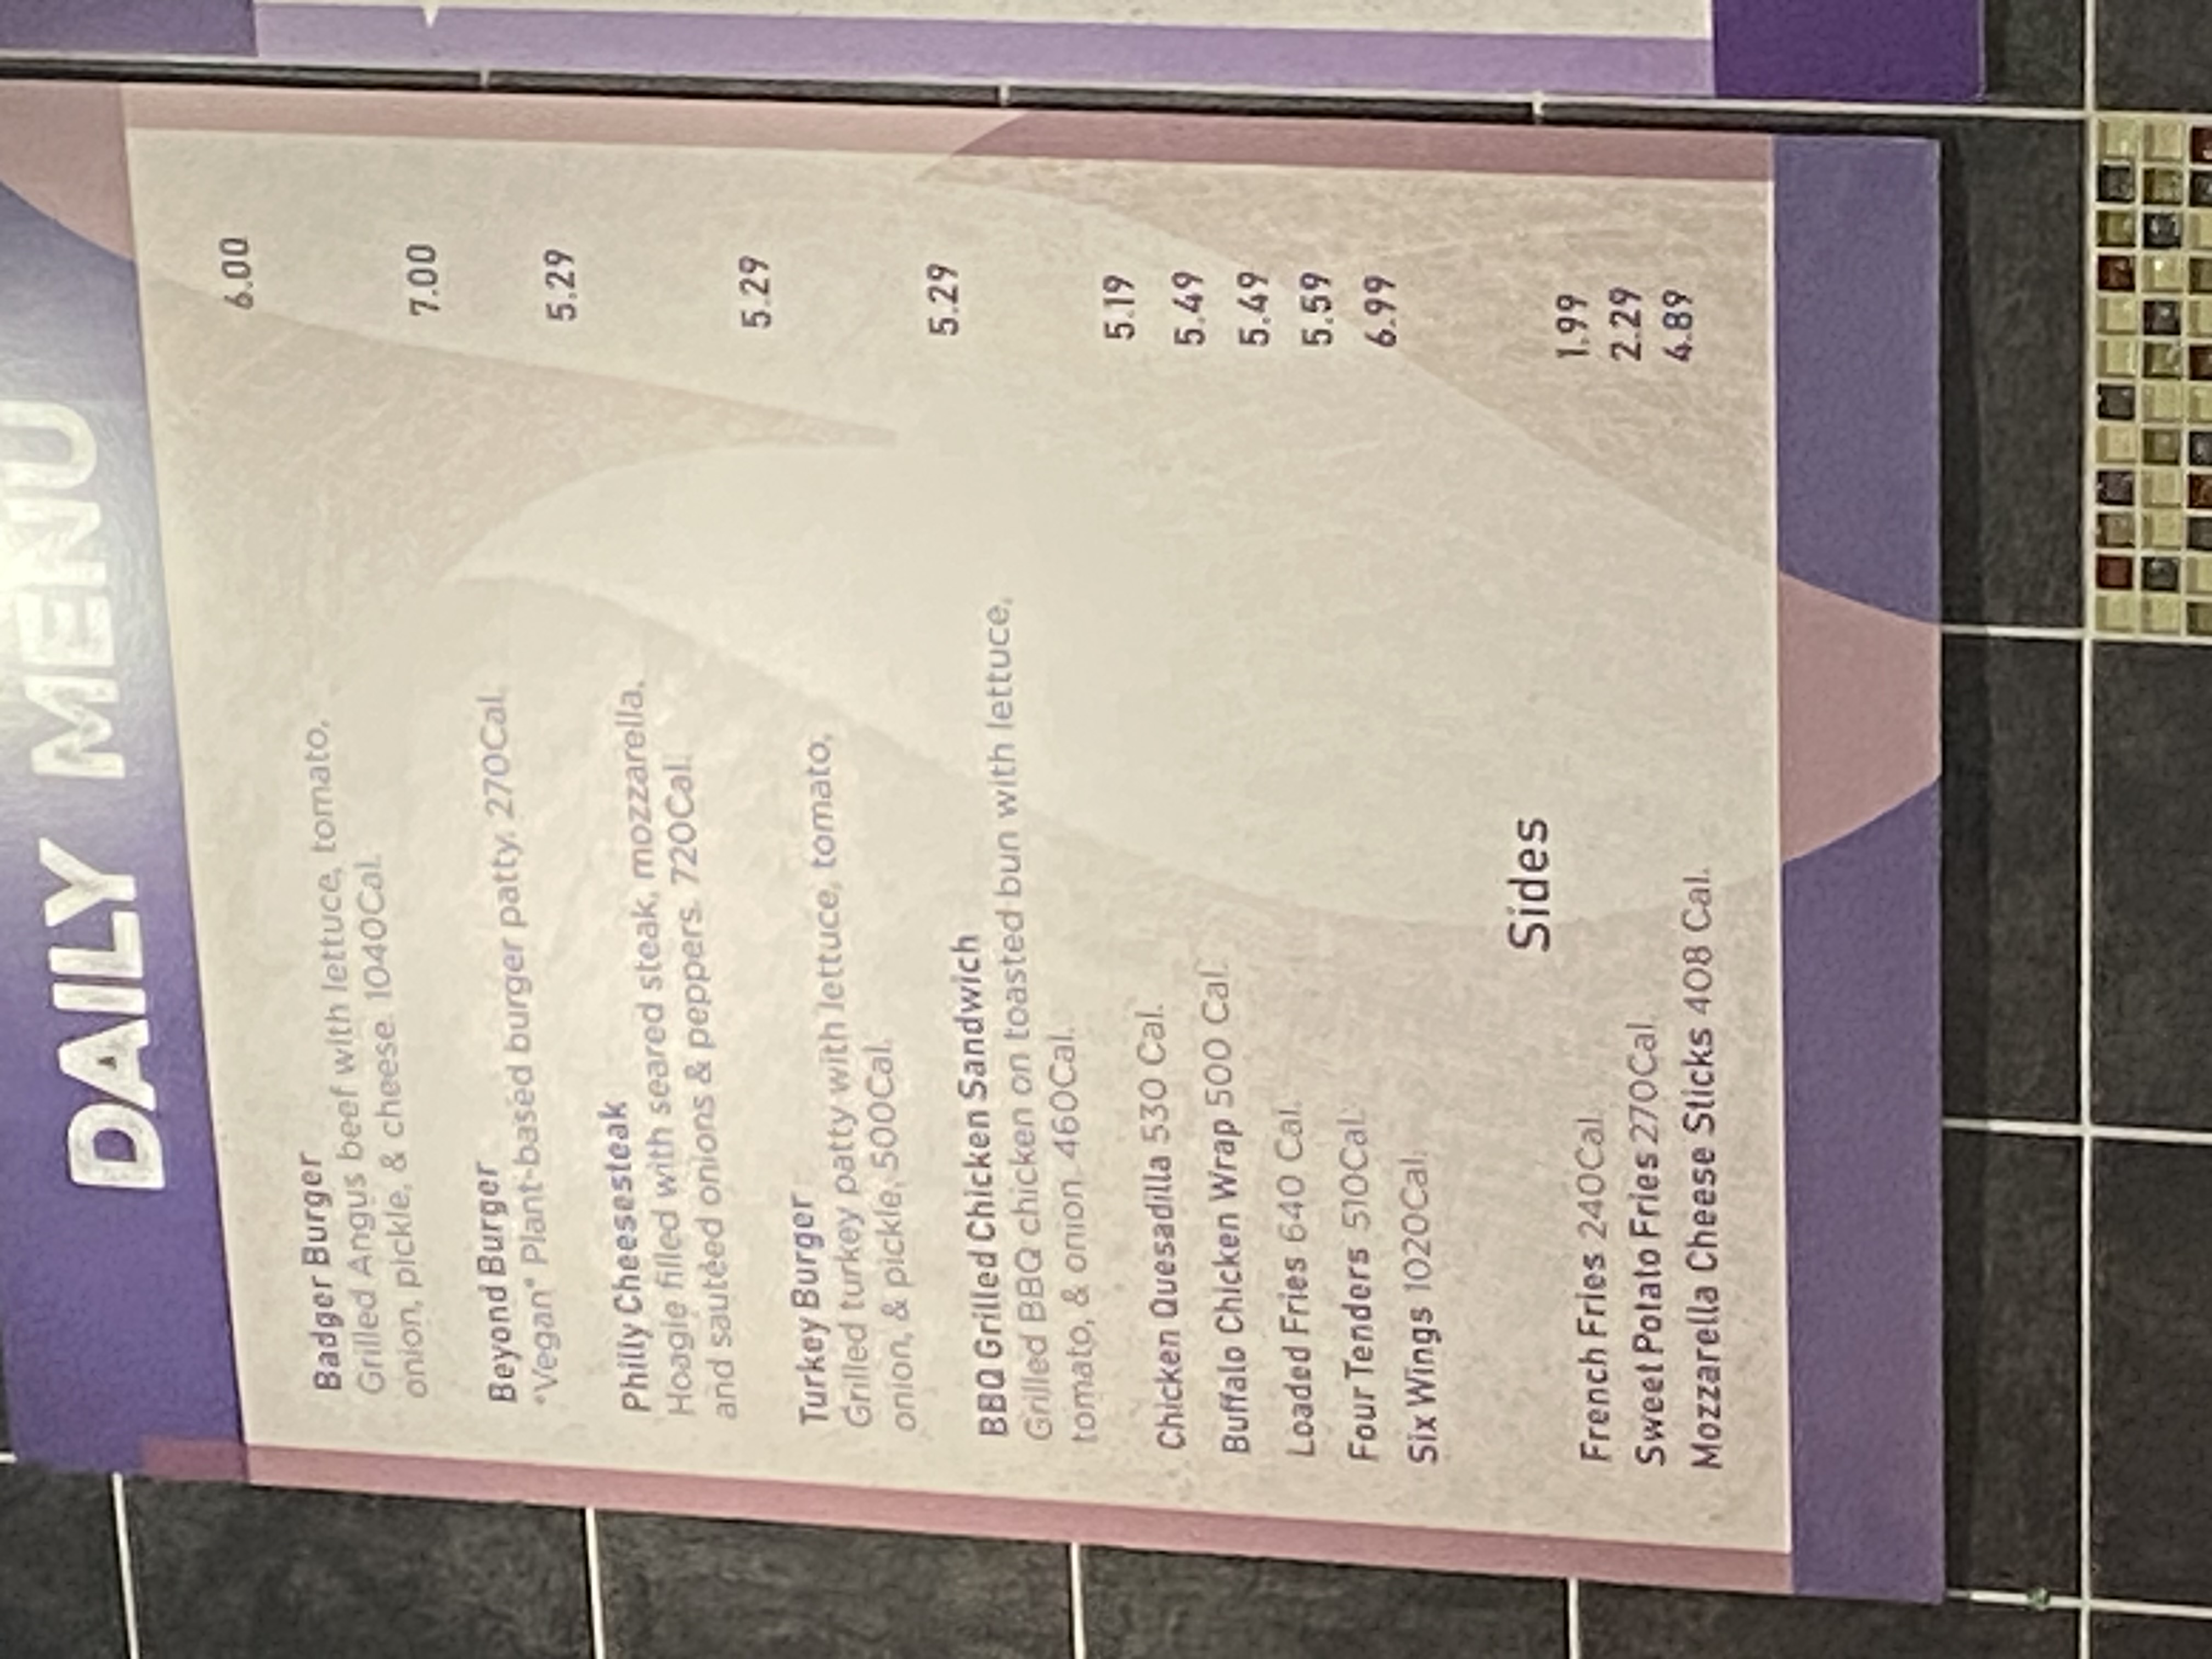 DAILY MENU
Badger Burger 6.00
Grilled Angus beef with lettuce, tomato,
onion, pickle, & cheese. 1040Cal.
Beyond Burger 7.00
*Vegan* Plant-based burger patty. 270Cal.
Philly Cheesesteak 5.29
Hoagie filled with seared steak, mozzarella,
and sautéed onions & peppers. 720Cal.
Turkey Burger 5.29
Grilled turkey patty with lettuce, tomato,
onion, & pickle, 500Cal.
BBQ Grilled Chicken Sandwich 5.29
Grilled BBQ chicken on toasted bun with lettuce,
tomato, & onion. 460Cal.
Chicken Quesadilla 530 Cal. 5.19
Buffalo Chicken Wrap 500 Cal. 5.49
Loaded Fries 640 Cal. 5.49
Four Tenders 510Cal. 5.59
Six Wings 1020Cal. 6.99
Sides
French Fries 240Cal. 1.99
Sweet Potato Fries 270Cal. 2.29
Mozzarella Cheese Sticks 408 Cal. 4.89